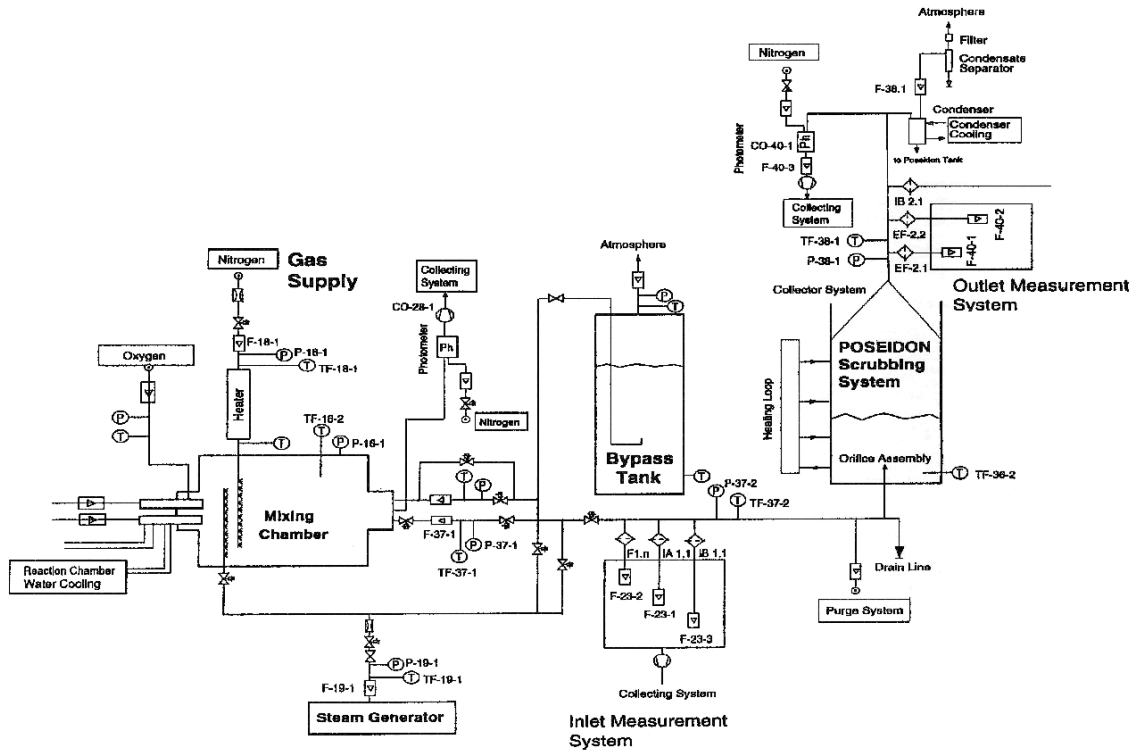 Atmosphere
Filter
Condensate
Separator
Nitrogen
F-38.1
Condenser
Condenser
Cooling
to Poseidon Tank
Photometer
CO-40-1
Ph
F-40-3
Collecting
System
IB 2.1
EF-2.2
F-40-2
TF-38-1
T
F-40-1
P-38-1
P
EF-2.1
Collector System
Outlet Measurement
System
Atmosphere
P
T
Nitrogen
Gas
Supply
Collecting
System
CO-28-1
Photometer
Ph
Nitrogen
F-18-1
P
P-18-1
T
TF-18-1
Oxygen
P
T
Heater
T
TF-18-2
T
P
P-16-1
POSEIDON
Scrubbing
System
Healing Loop
Orifice Assembly
T
TF-36-2
Bypass
Tank
T
P-37-2
P
T
TF-37-2
T
P
Mixing
Chamber
F-37-1
P
P-37-1
T
TF-37-1
Reaction Chamber
Water Cooling
F1.n
IA 1.1
IB 1.1
F-23-2
F-23-1
F-23-3
Drain Line
Purge System
P
P-19-1
T
TF-19-1
F-19-1
Steam Generator
Collecting System
Inlet Measurement
System